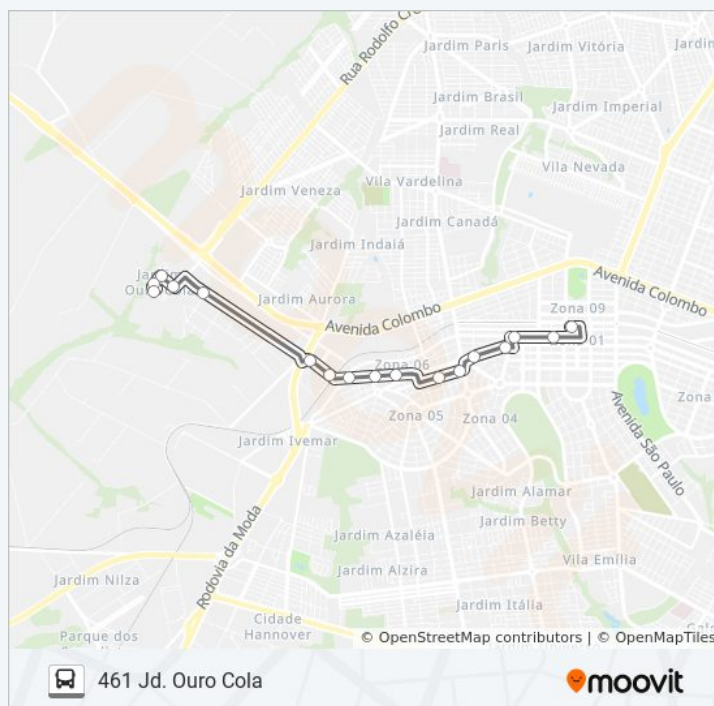 Rua Rodolfo Cr
Jardim Paris
Jardim Vitória
Jardim
Jardim Brasil
Jardim Imperial
Jardim Real
Vila Nevada
Vila Vardelina
Jardim Veneza
Jardim Canadá
Jardim Indaiá
Jardim Aurora
Avenida Colombo
Avenida Colombo
Zona 09
Zona 06
Zona 05
Zona 04
Jardim Ivemar
Avenida São Paulo
Jardim Alamar
Jardim Betty
Rodovia da Moda
Jardim Azaléia
Vila Emília
Jardim Nilza
Jardim Alzira
Jardim Itália
Cidade
Hannover
Parque dos
© OpenStreetMap contributors | © OpenMapTiles
461 Jd. Ouro Cola
moovit